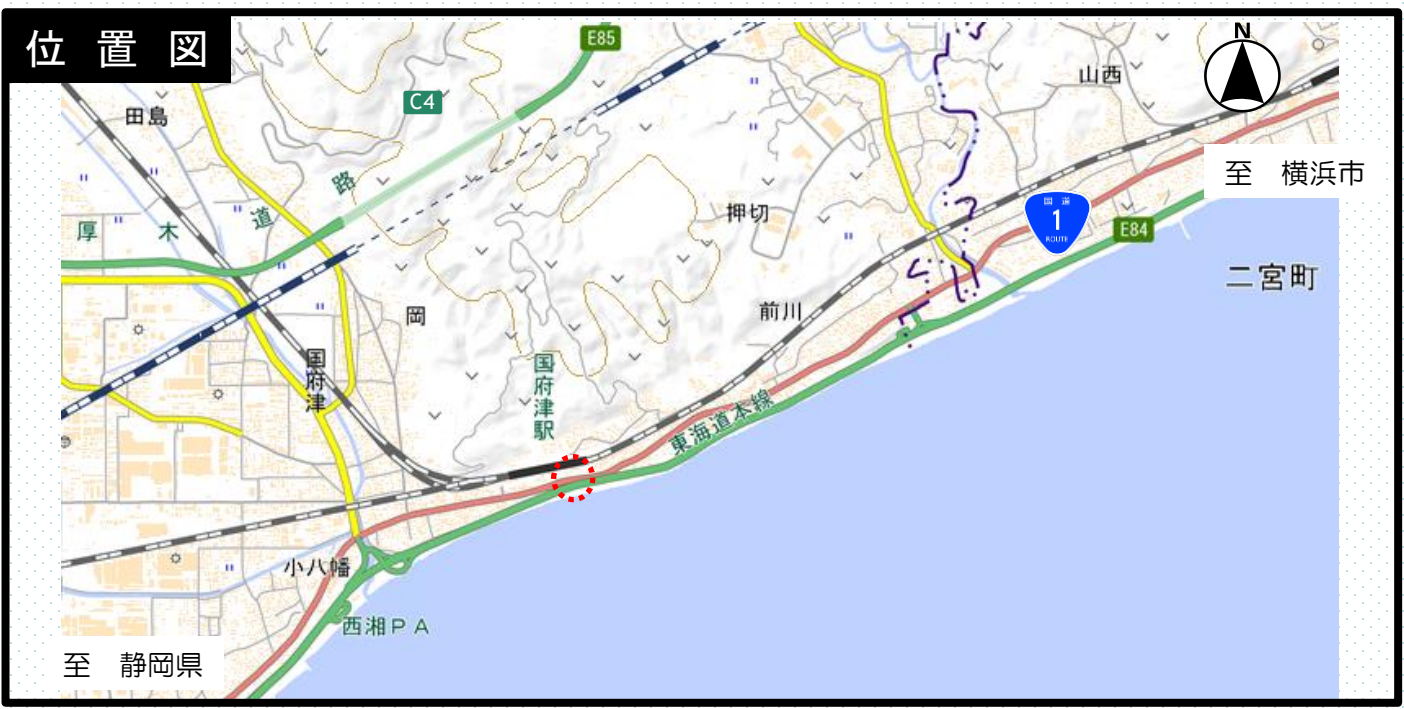 位置図
N
E85
C4
山西
田島
至 横浜市
路
道
木
厚
押切
国道
1
ROUTE
E84
二宮町
前川
岡
国府津
国府津駅
東海道本線
小八幡
西湘PA
至 静岡県